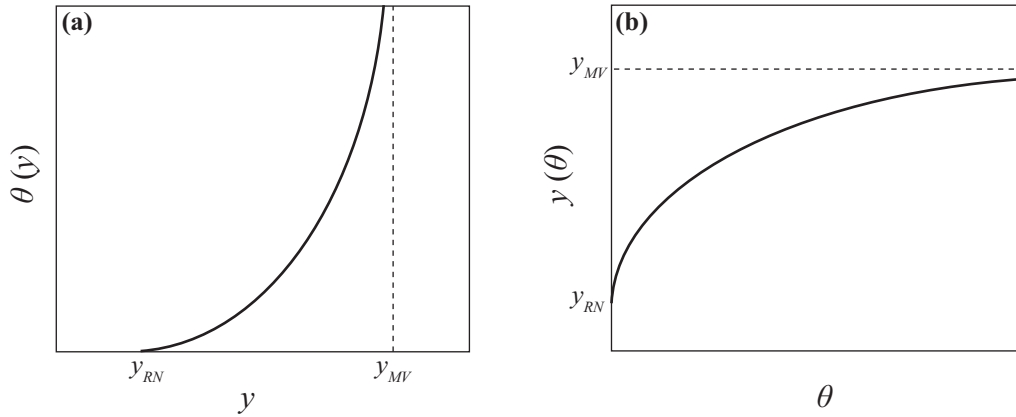 (a)
θ (y)
y_RN
y_MV
y
(b)
y_MV
y (θ)
y_RN
θ